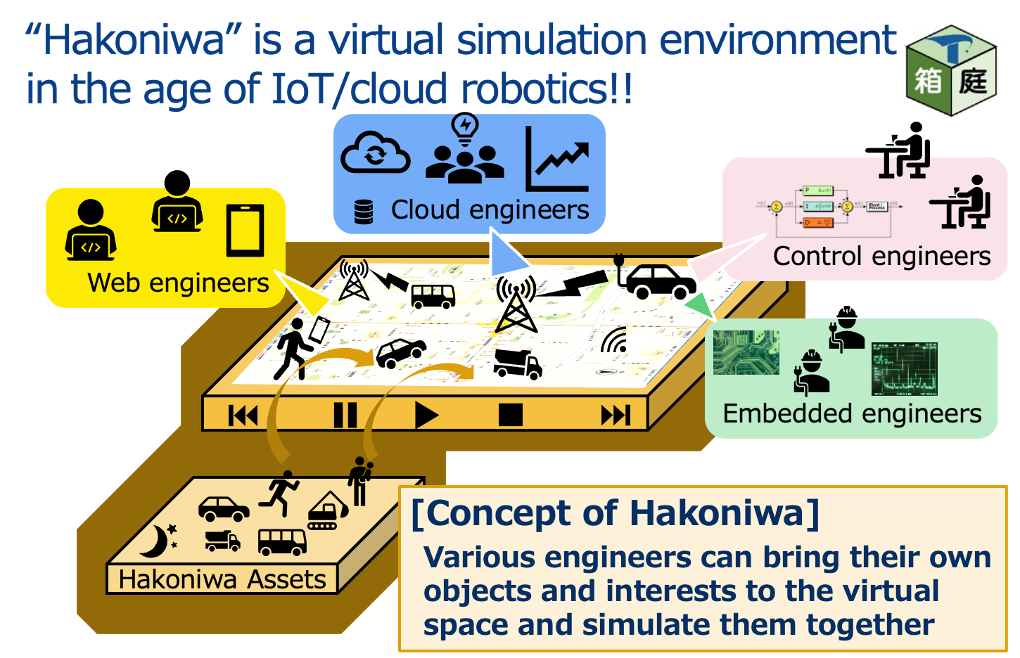 “Hakoniwa” is a virtual simulation environment
in the age of IoT/cloud robotics!!
箱 庭
Cloud engineers
Web engineers
P
I
D
Control engineers
Embedded engineers
Hakoniwa Assets
[Concept of Hakoniwa]
Various engineers can bring their own
objects and interests to the virtual
space and simulate them together